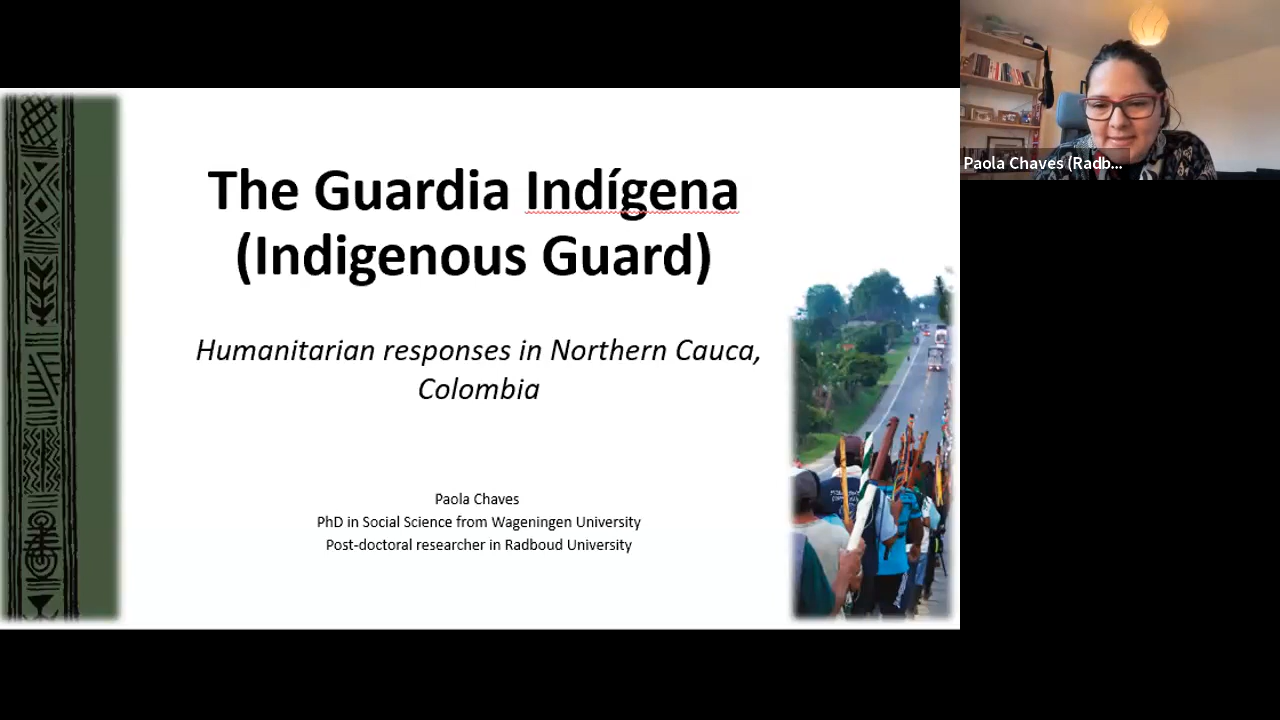 The Guardia Indígena
(Indigenous Guard)
Humanitarian responses in Northern Cauca,
Colombia
Paola Chaves
PhD in Social Science from Wageningen University
Post-doctoral researcher in Radboud University
Paola Chaves (Radb...